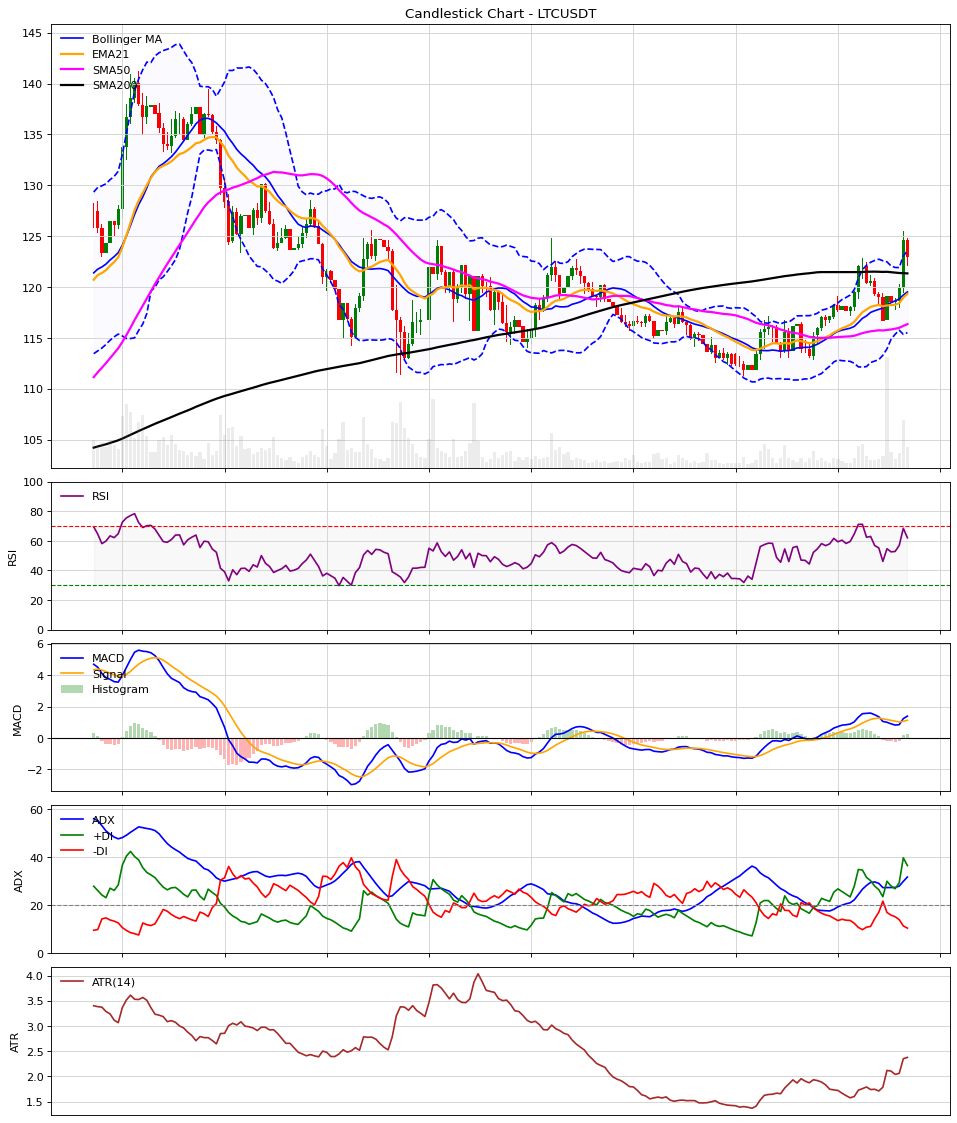 Candlestick Chart - LTCUSDT
145
140
135
130
125
120
115
110
105
Bollinger MA
EMA21
SMA50
SMA200
100
80
60
40
20
0
RSI
RSI
6
4
2
0
−2
MACD
MACD
Signal
Histogram
60
40
20
0
ADX
ADX
+DI
-DI
4.0
3.5
3.0
2.5
2.0
1.5
ATR
ATR(14)